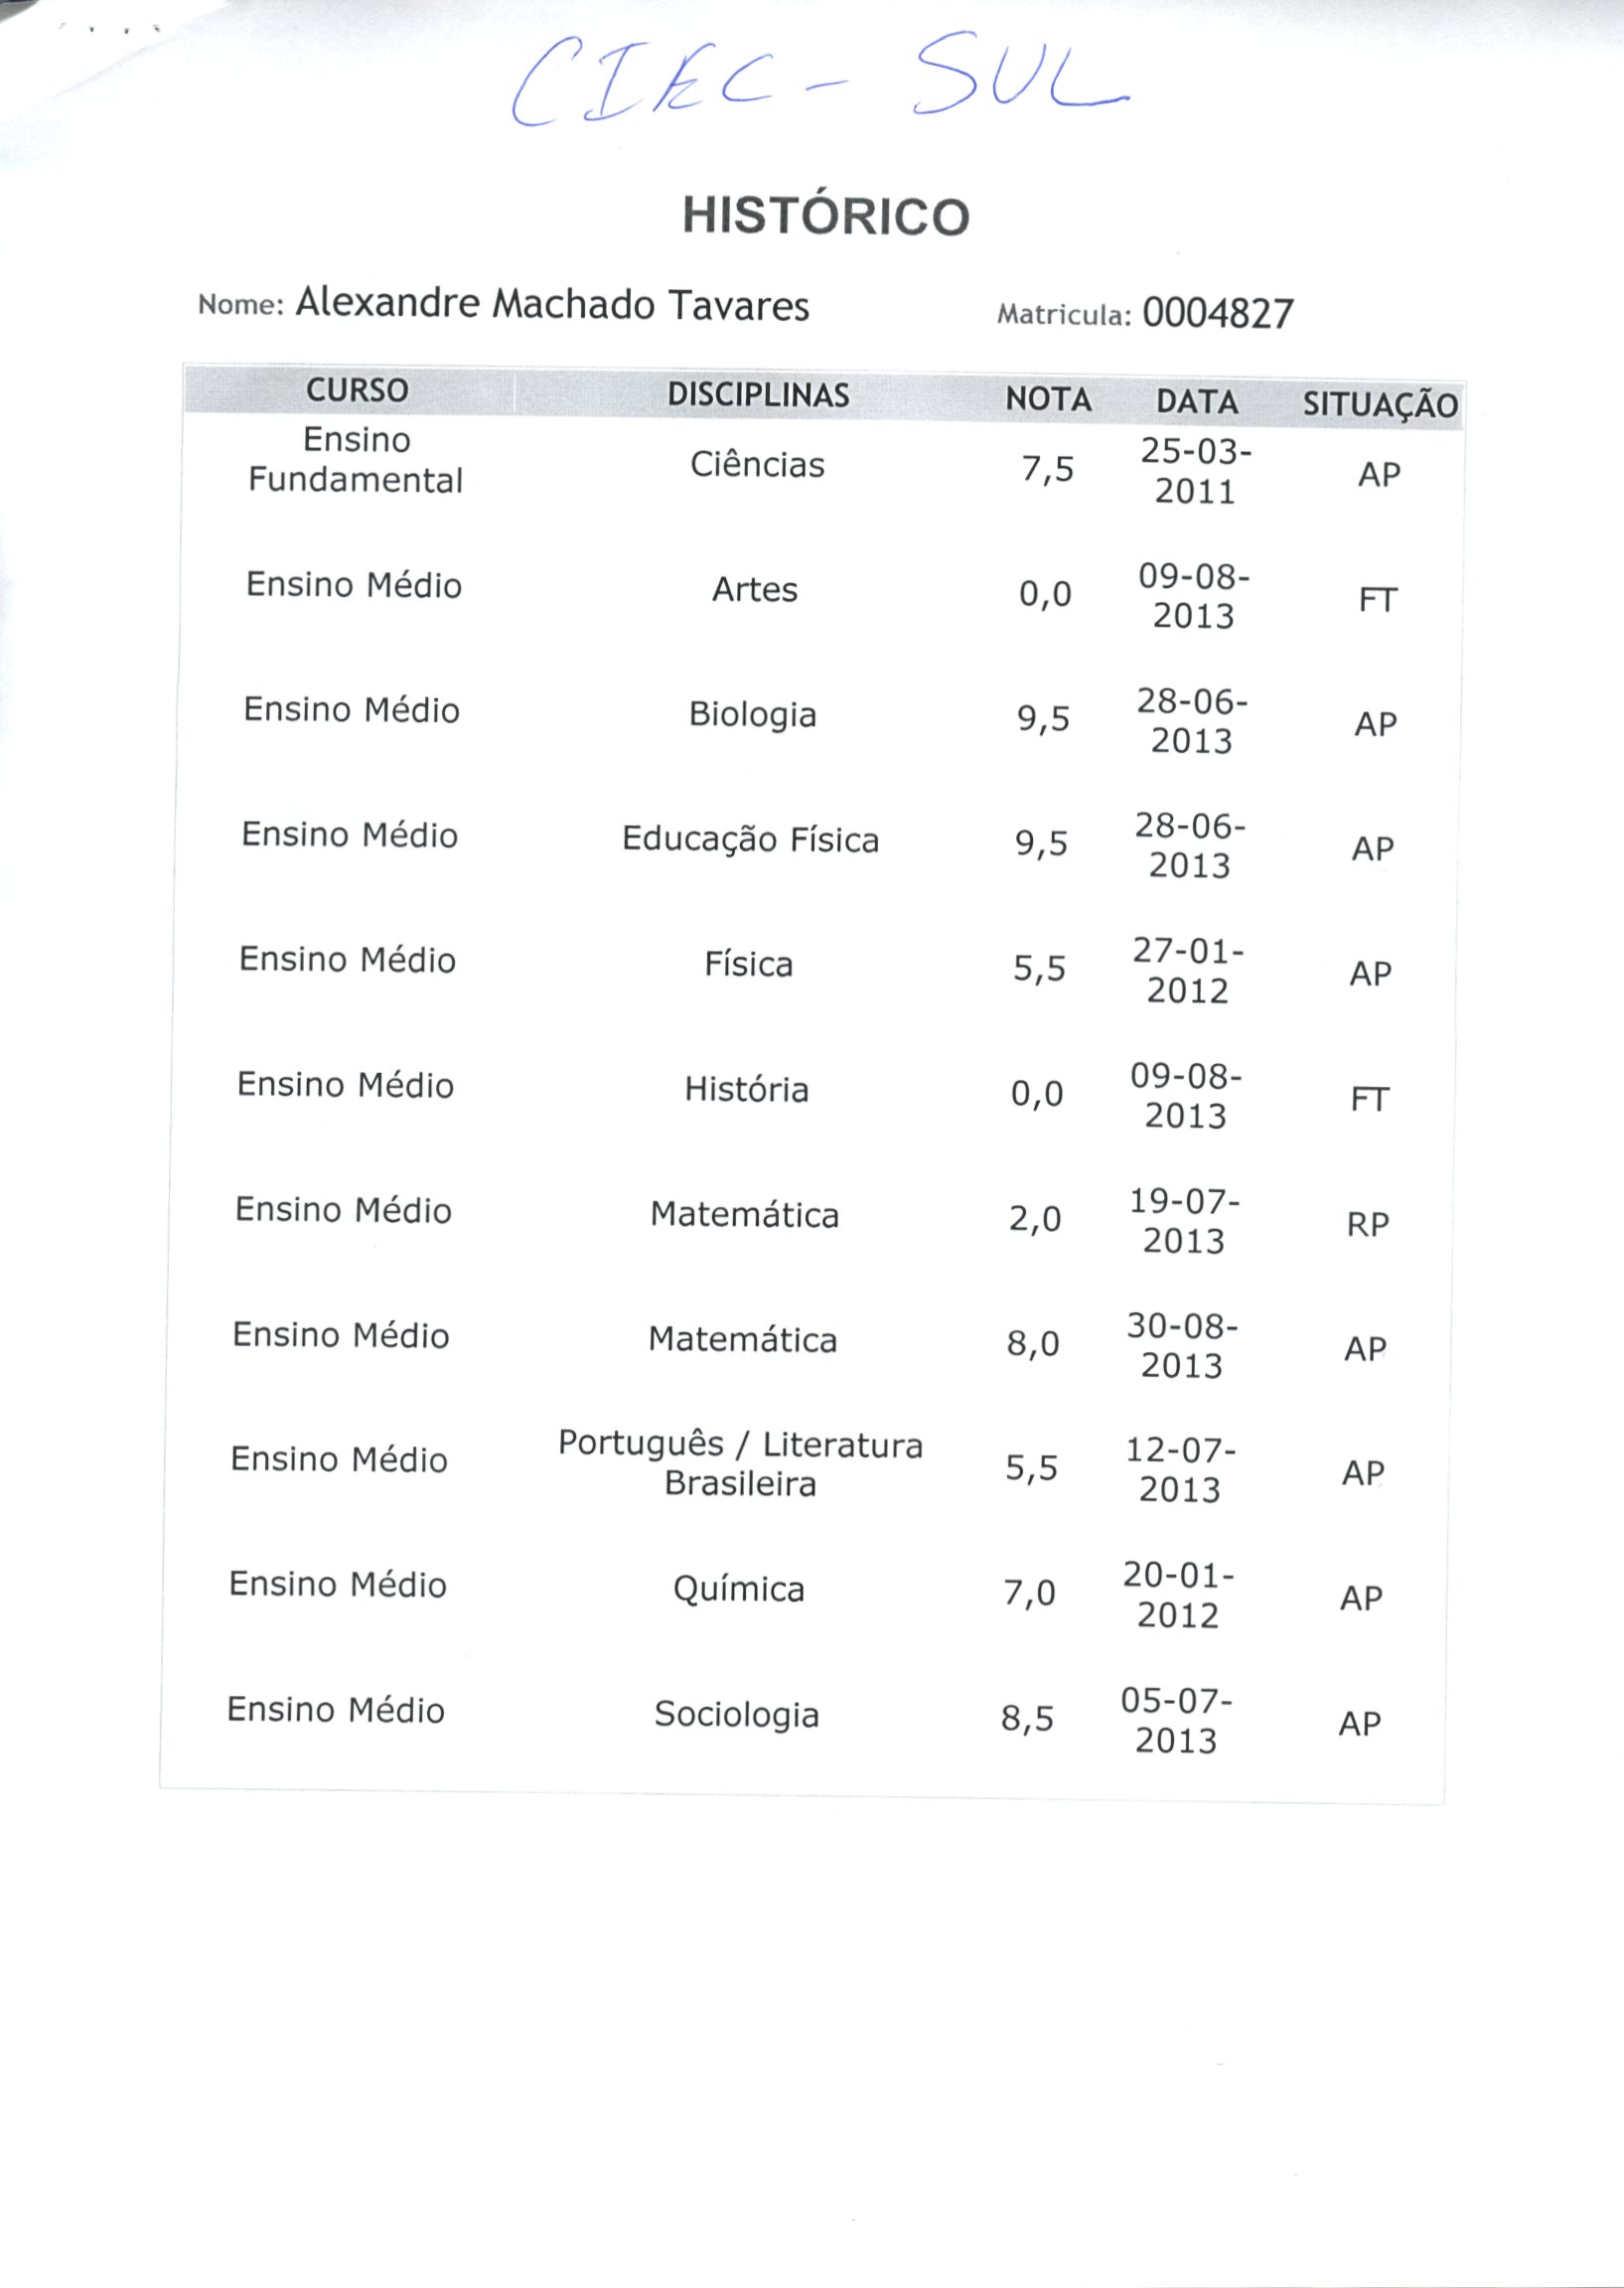 CIEC - SUL
HISTÓRICO
Nome: Alexandre Machado Tavares Matricula: 0004827
CURSO DISCIPLINAS NOTA DATA SITUAÇÃO
Ensino Fundamental Ciências 7,5 25-03-2011 AP
Ensino Médio Artes 0,0 09-08-2013 FT
Ensino Médio Biologia 9,5 28-06-2013 AP
Ensino Médio Educação Física 9,5 28-06-2013 AP
Ensino Médio Física 5,5 27-01-2012 AP
Ensino Médio História 0,0 09-08-2013 FT
Ensino Médio Matemática 2,0 19-07-2013 RP
Ensino Médio Matemática 8,0 30-08-2013 AP
Ensino Médio Português / Literatura Brasileira 5,5 12-07-2013 AP
Ensino Médio Química 7,0 20-01-2012 AP
Ensino Médio Sociologia 8,5 05-07-2013 AP